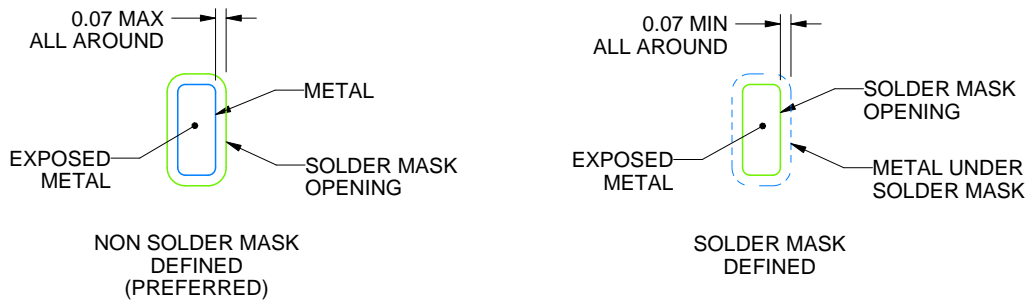 0.07 MAX
ALL AROUND
METAL
EXPOSED
METAL
SOLDER MASK
OPENING
NON SOLDER MASK
DEFINED
(PREFERRED)
0.07 MIN
ALL AROUND
SOLDER MASK
OPENING
EXPOSED
METAL
METAL UNDER
SOLDER MASK
SOLDER MASK
DEFINED